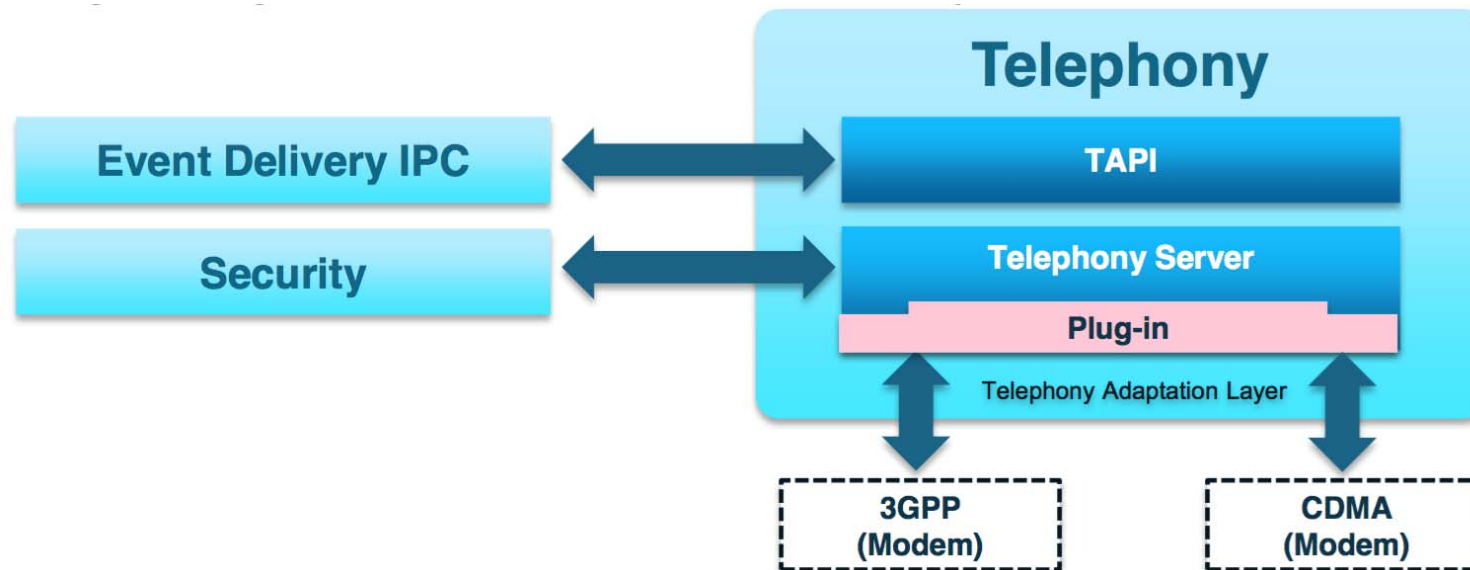 Telephony
Event Delivery IPC
TAPI
Security
Telephony Server
Plug-in
Telephony Adaptation Layer
3GPP
(Modem)
CDMA
(Modem)